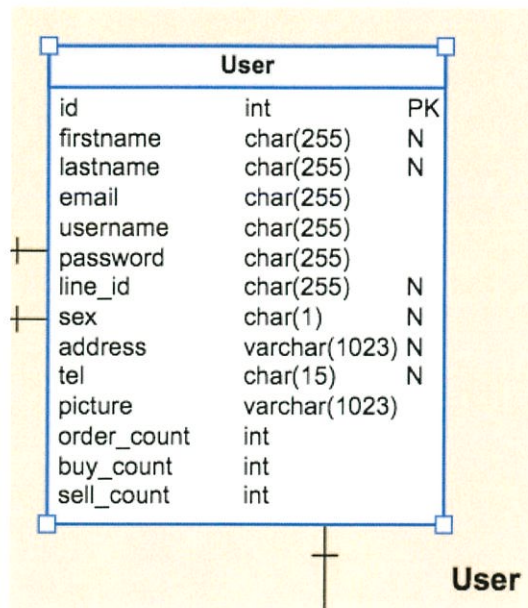 User
id int PK
firstname char(255) N
lastname char(255) N
email char(255)
username char(255)
password char(255)
line_id char(255) N
sex char(1) N
address varchar(1023) N
tel char(15) N
picture varchar(1023)
order_count int
buy_count int
sell_count int
User